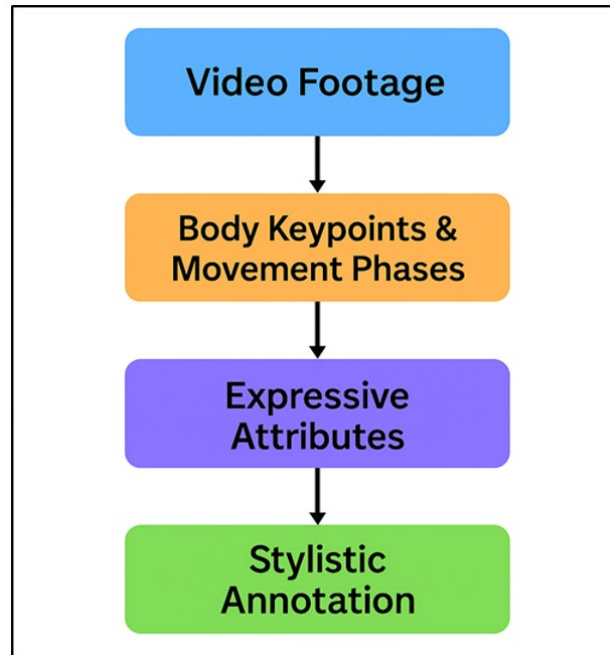 Video Footage
Body Keypoints &
Movement Phases
Expressive
Attributes
Stylistic
Annotation